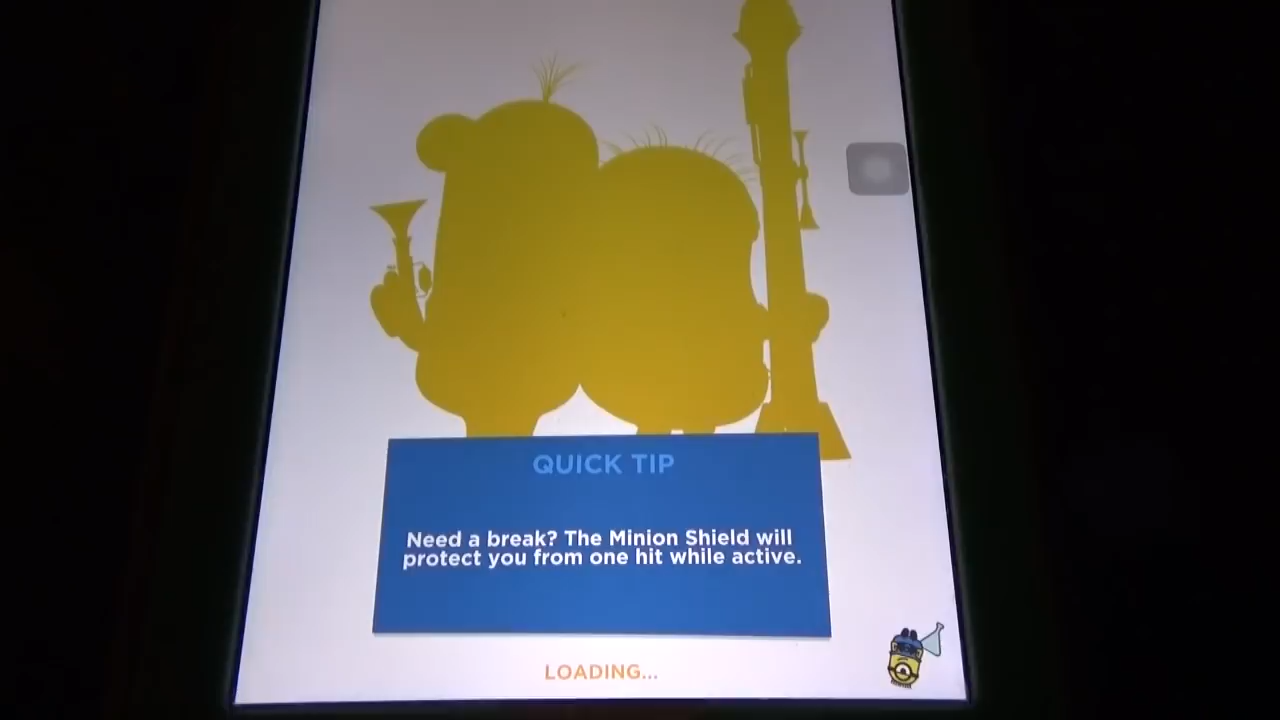 QUICK TIP
Need a break? The Minion Shield will
protect you from one hit while active.
LOADING...